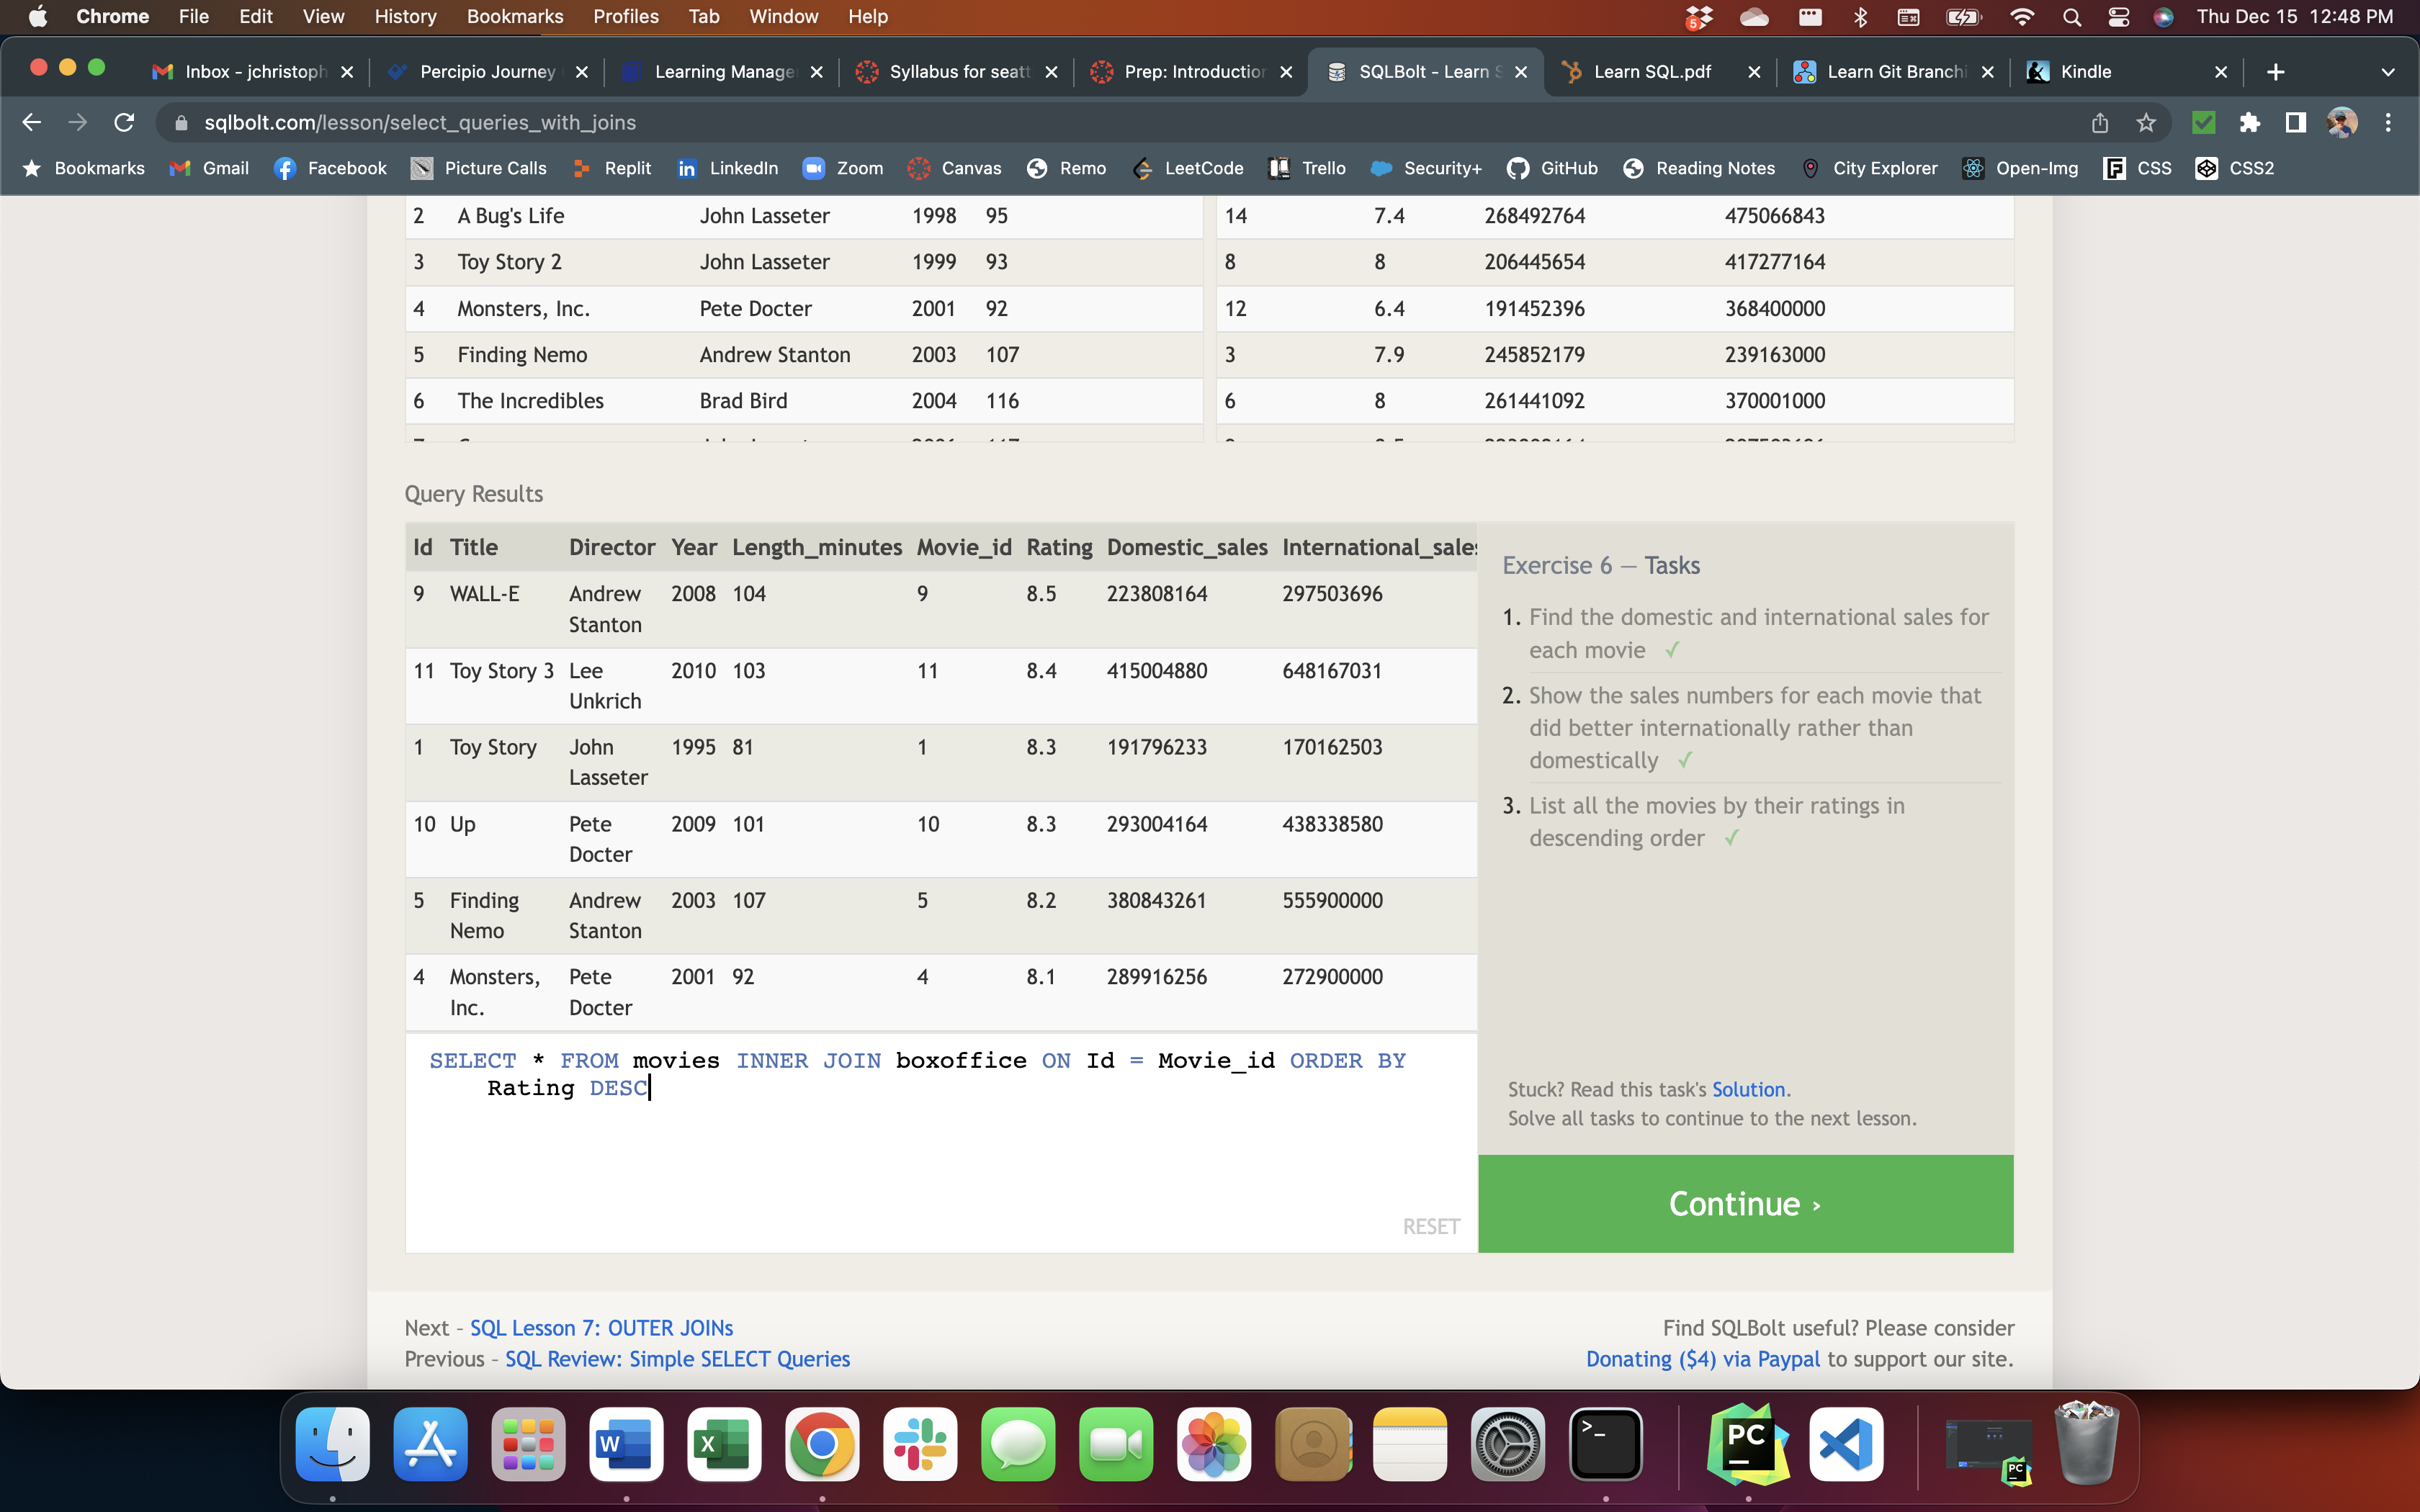 Chrome File Edit View History Bookmarks Profiles Tab Window Help 5 Thu Dec 15 12:48 PM
Inbox - jchristoph Percipio Journey Learning Manage Syllabus for seatt Prep: Introduction SQLBolt - Learn S Learn SQL.pdf Learn Git Branchi Kindle
sqlbolt.com/lesson/select_queries_with_joins
Bookmarks Gmail Facebook Picture Calls Replit LinkedIn Zoom Canvas Remo LeetCode Trello Security+ GitHub Reading Notes City Explorer Open-Img CSS CSS2
2 A Bug's Life John Lasseter 1998 95 14 7.4 268492764 475066843
3 Toy Story 2 John Lasseter 1999 93 8 8 206445654 417277164
4 Monsters, Inc. Pete Docter 2001 92 12 6.4 191452396 368400000
5 Finding Nemo Andrew Stanton 2003 107 3 7.9 245852179 239163000
6 The Incredibles Brad Bird 2004 116 6 8 261441092 370001000
Query Results
Id Title Director Year Length_minutes Movie_id Rating Domestic_sales International_sales
9 WALL-E Andrew Stanton 2008 104 9 8.5 223808164 297503696
11 Toy Story 3 Lee Unkrich 2010 103 11 8.4 415004880 648167031
1 Toy Story John Lasseter 1995 81 1 8.3 191796233 170162503
10 Up Pete Docter 2009 101 10 8.3 293004164 438338580
5 Finding Nemo Andrew Stanton 2003 107 5 8.2 380843261 555900000
4 Monsters, Inc. Pete Docter 2001 92 4 8.1 289916256 272900000
SELECT * FROM movies INNER JOIN boxoffice ON Id = Movie_id ORDER BY
Rating DESC
RESET
Exercise 6 — Tasks
1. Find the domestic and international sales for
each movie ✓
2. Show the sales numbers for each movie that
did better internationally rather than
domestically ✓
3. List all the movies by their ratings in
descending order ✓
Stuck? Read this task's Solution.
Solve all tasks to continue to the next lesson.
Continue ›
Next – SQL Lesson 7: OUTER JOINs
Previous – SQL Review: Simple SELECT Queries
Find SQLBolt useful? Please consider
Donating ($4) via Paypal to support our site.
W X >_ PC PC